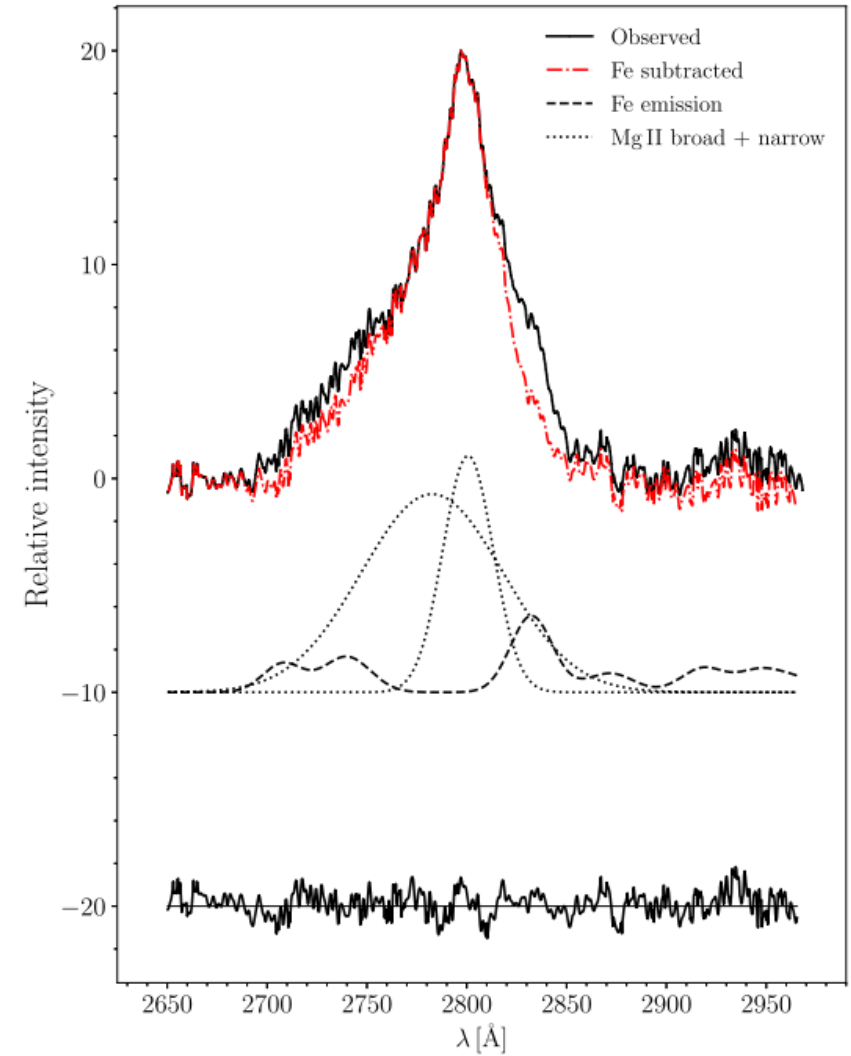 Observed
Fe subtracted
Fe emission
Mg II broad + narrow
20
10
0
−10
−20
Relative intensity
2650 2700 2750 2800 2850 2900 2950
λ [Å]